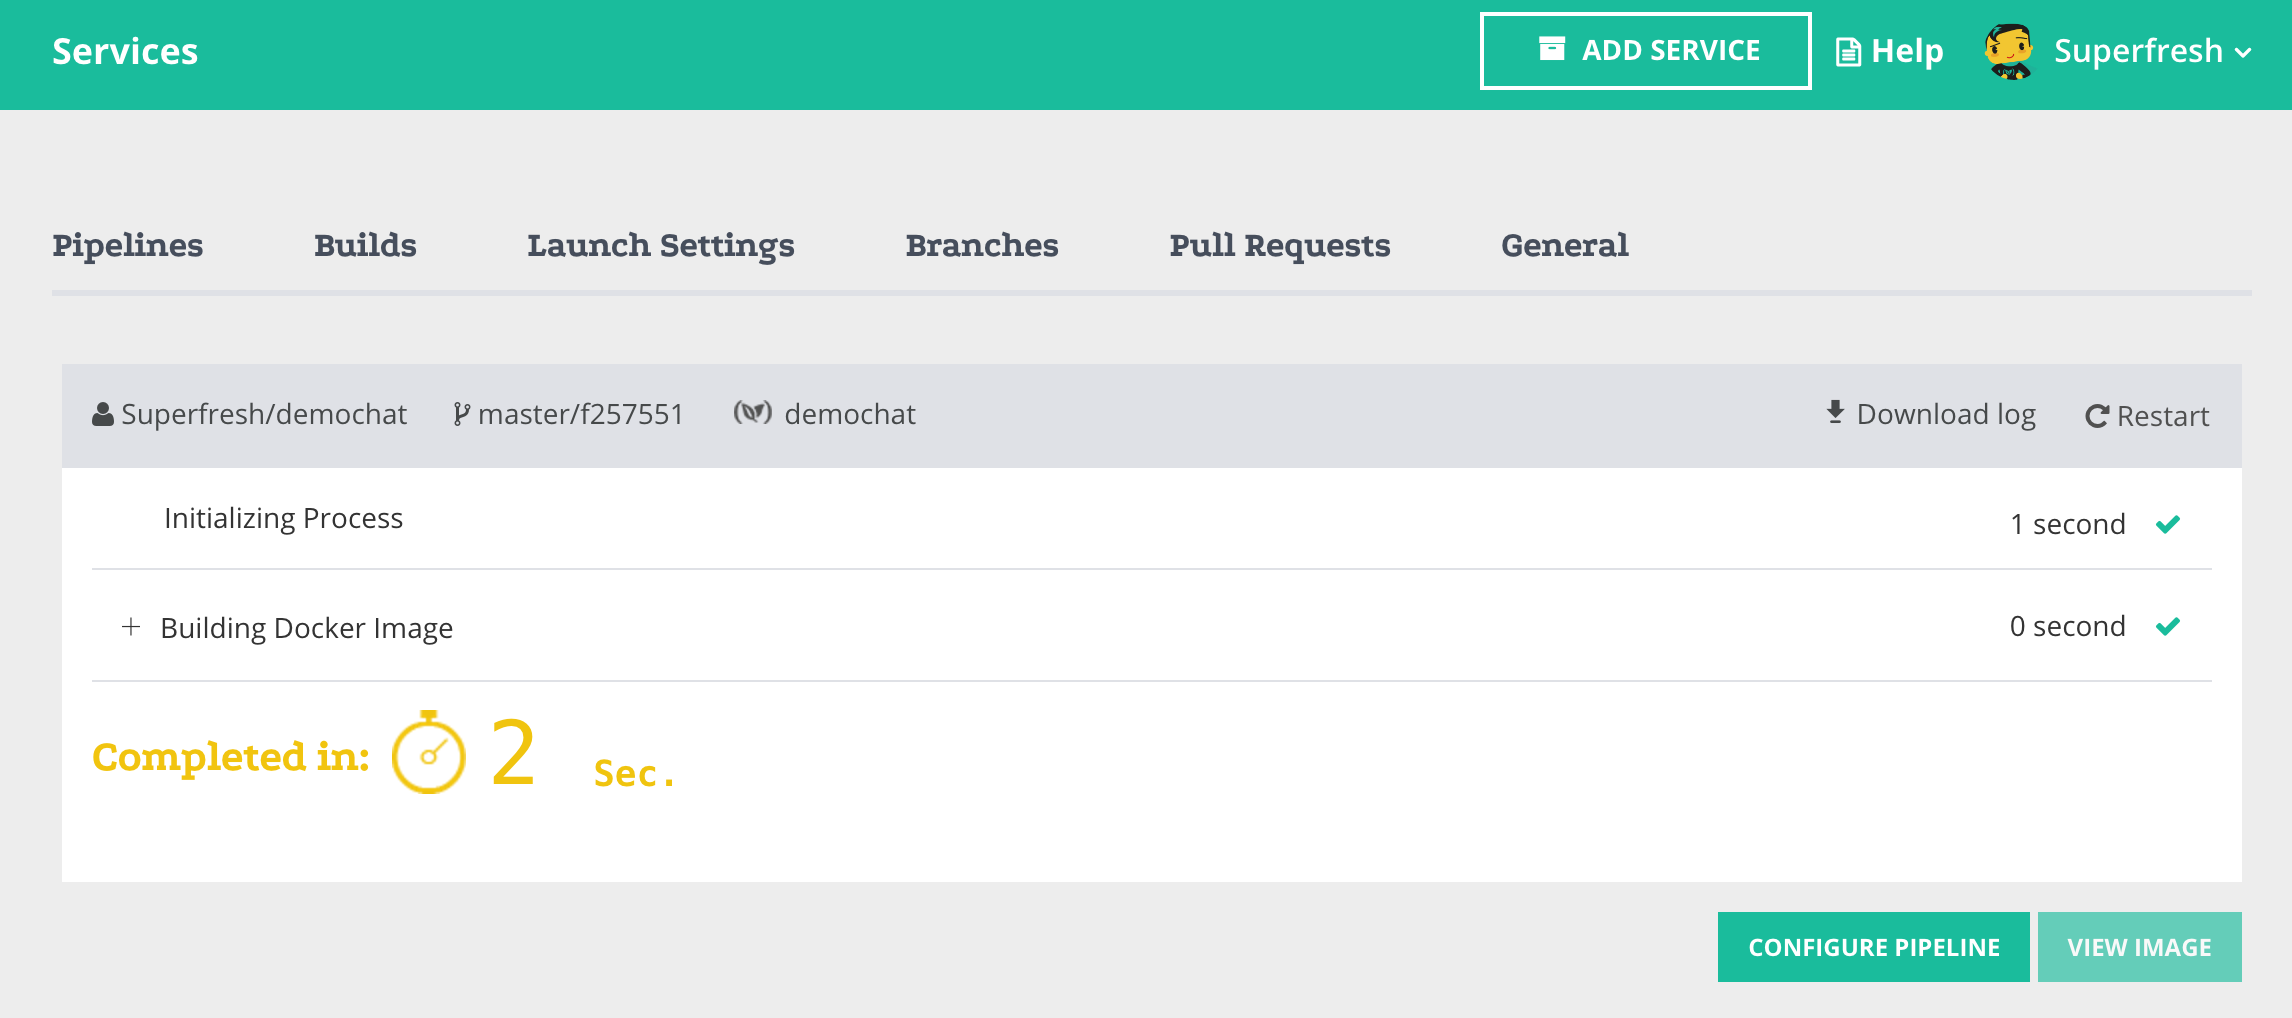 Services ADD SERVICE Help Superfresh
Pipelines Builds Launch Settings Branches Pull Requests General
Superfresh/demochat master/f257551 demochat Download log Restart
Initializing Process 1 second
Building Docker Image 0 second
Completed in: 2 Sec.
CONFIGURE PIPELINE VIEW IMAGE